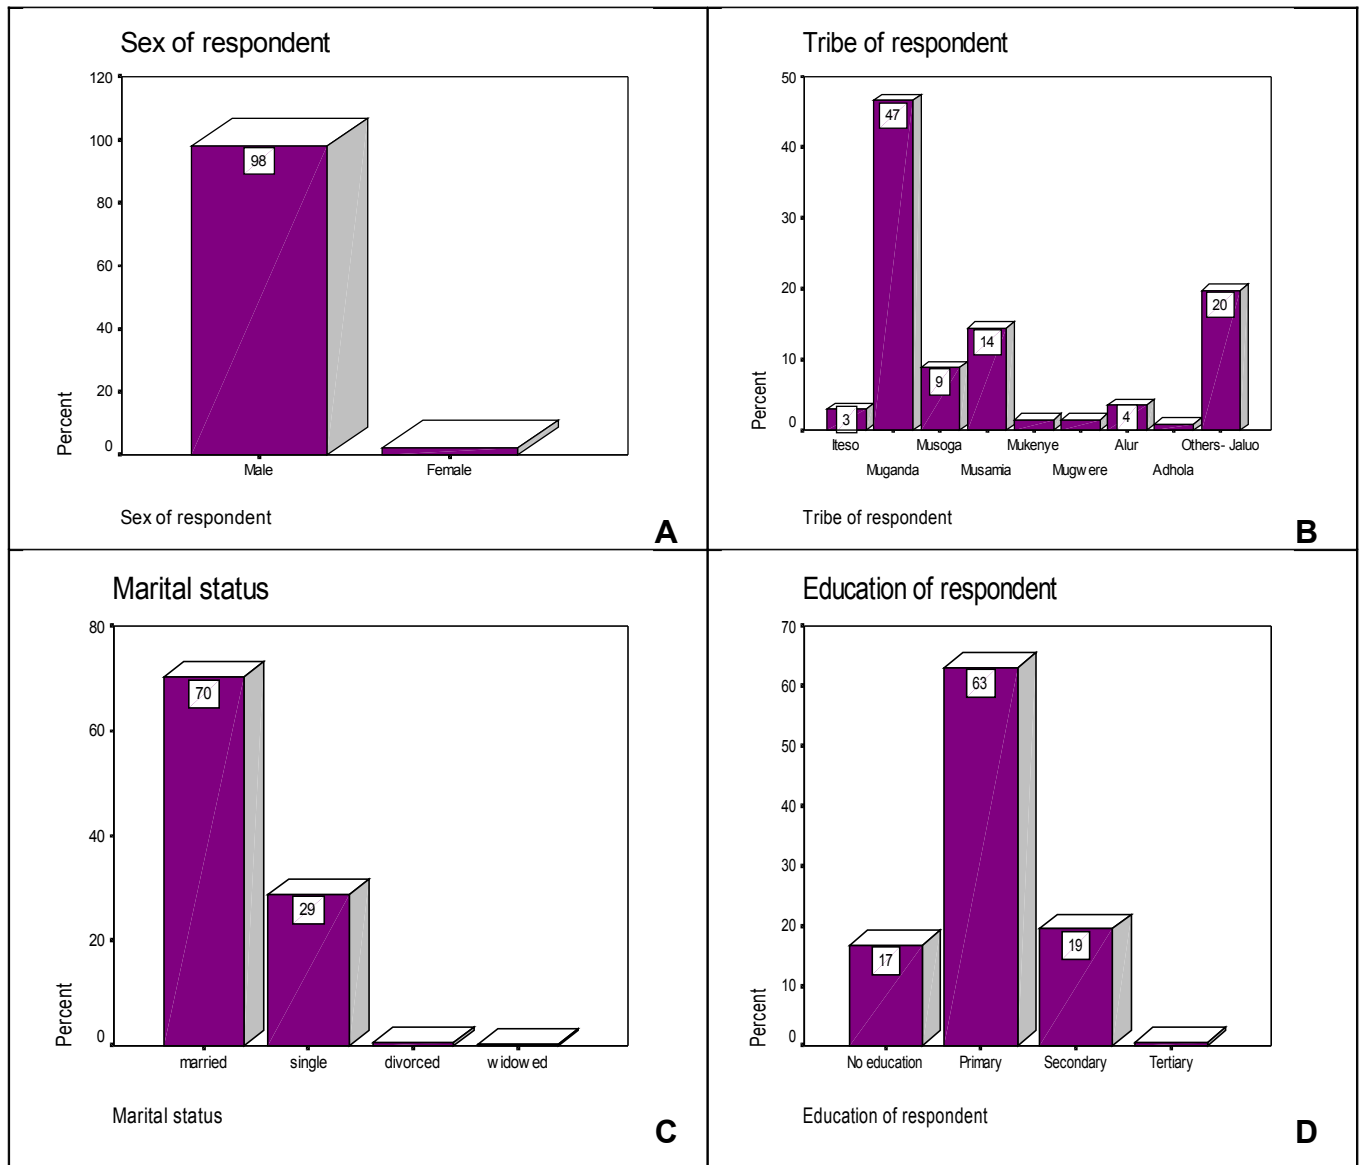 Sex of respondent
120
100
80
60
40
20
0
Percent
98
Male
Female
Sex of respondent
A
Tribe of respondent
50
40
30
20
10
0
Percent
3
47
9
14
4
20
Iteso
Musoga
Mukenye
Alur
Others- Jaluo
Muganda
Musamia
Mugwere
Adhola
Tribe of respondent
B
Marital status
80
60
40
20
0
Percent
70
29
married
single
divorced
widowed
Marital status
C
Education of respondent
70
60
50
40
30
20
10
0
Percent
17
63
19
No education
Primary
Secondary
Tertiary
Education of respondent
D